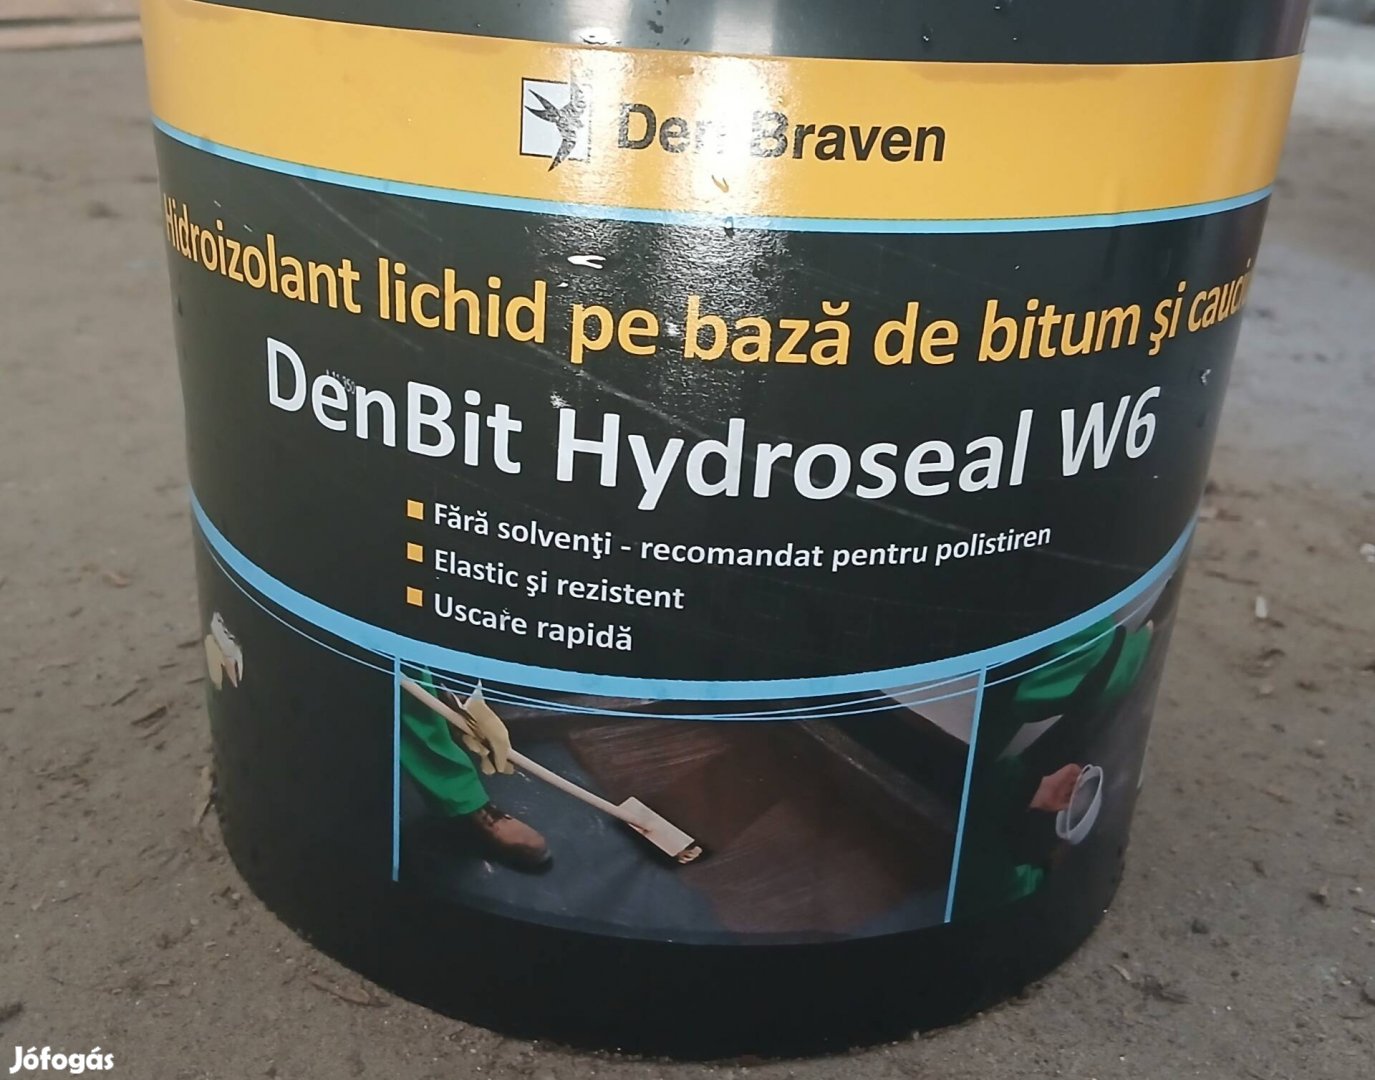 Den Braven
Hidroizolant lichid pe bază de bitum şi
DenBit Hydroseal W6
Fără solvenţi - recomandat pentru polistiren
Elastic şi rezistent
Uscare rapidă
Jófogás